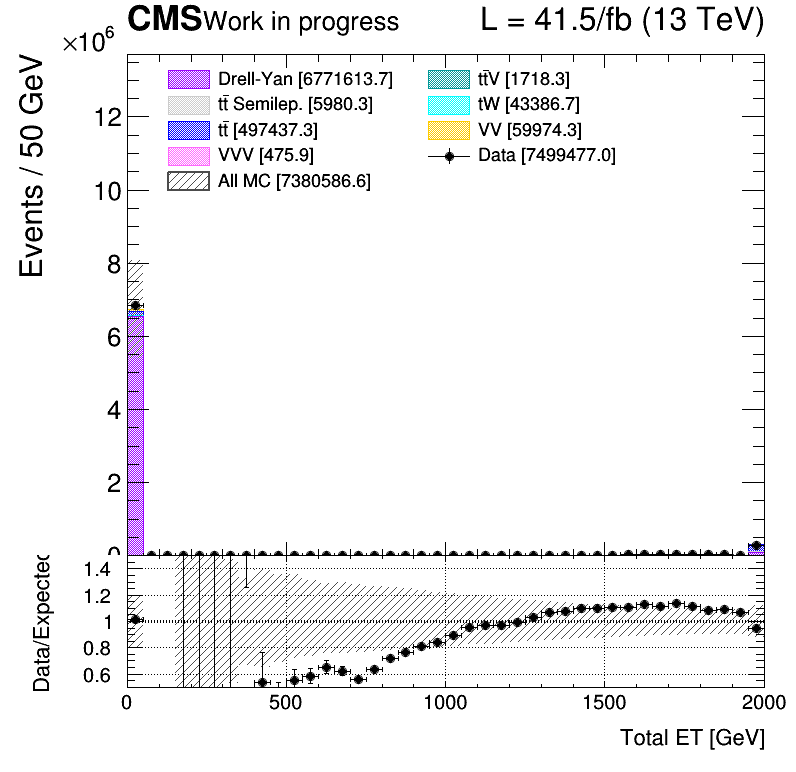 CMS Work in progress L = 41.5/fb (13 TeV)
×10⁶
Events / 50 GeV
Drell-Yan [6771613.7]
tt̄ Semilep. [5980.3]
tt̄ [497437.3]
VVV [475.9]
All MC [7380586.6]
tt̄V [1718.3]
tW [43386.7]
VV [59974.3]
Data [7499477.0]
12
10
8
6
4
2
0
Data/Expected
1.4
1.2
1
0.8
0.6
0 500 1000 1500 2000
Total ET [GeV]